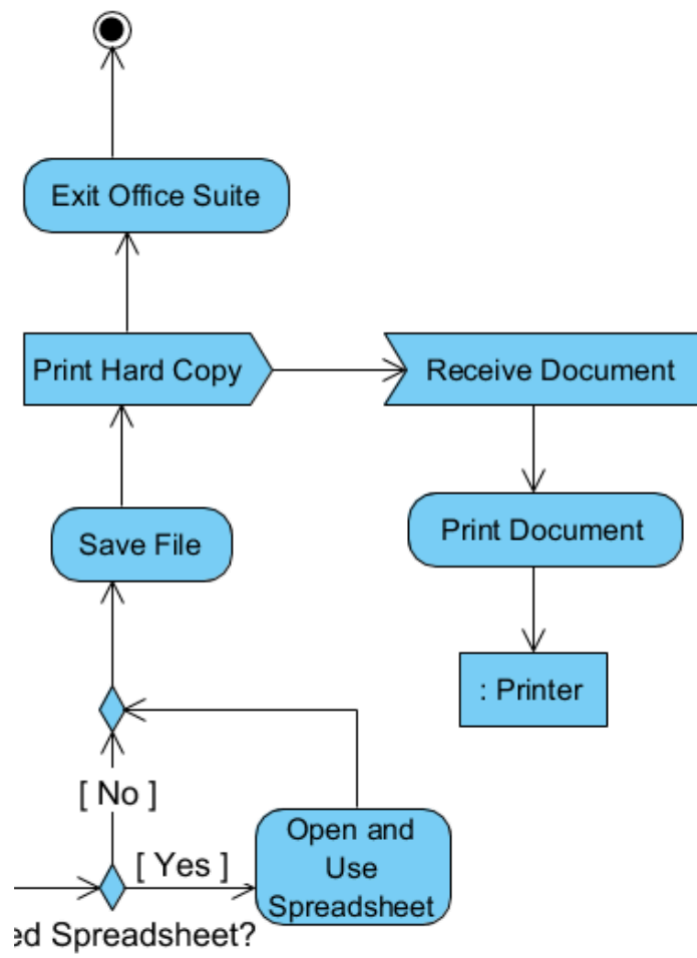 Exit Office Suite
Print Hard Copy
Receive Document
Save File
Print Document
: Printer
[ No ]
Open and
Use
Spreadsheet
[ Yes ]
Spreadsheet?